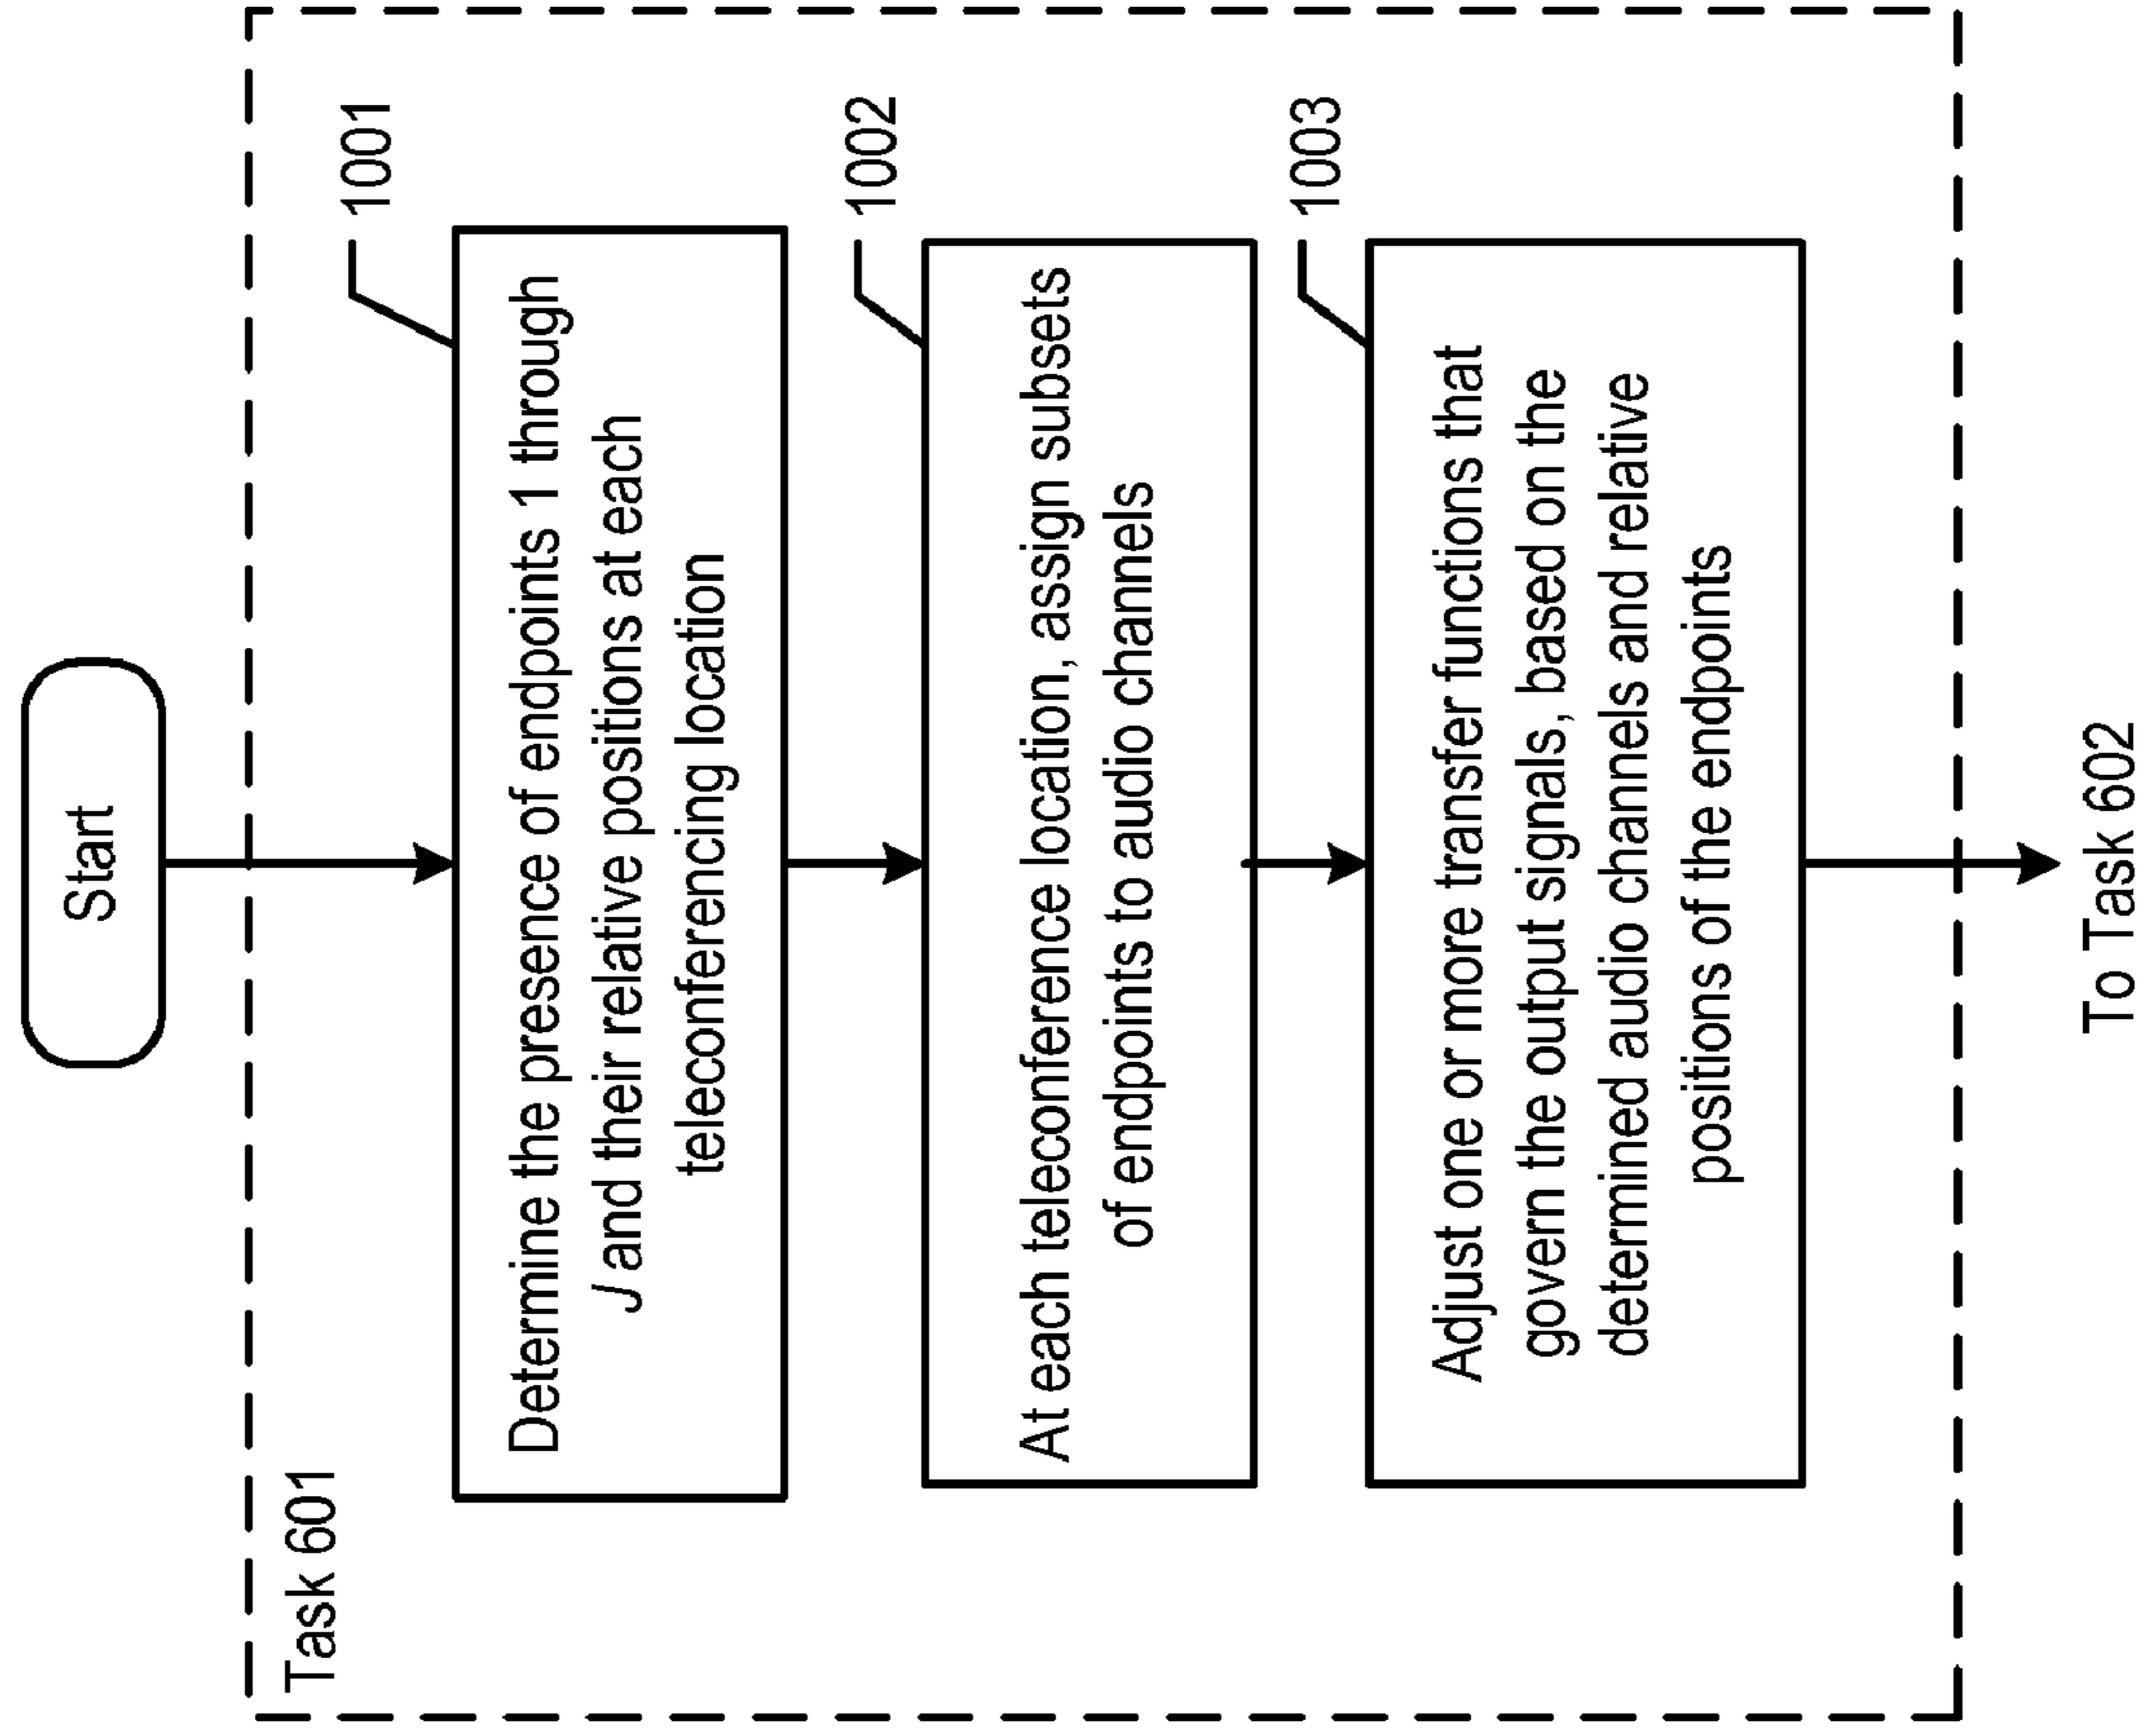 Start
Task 601
1001
Determine the presence of endpoints 1 through
J and their relative positions at each
teleconferencing location
1002
At each teleconference location, assign subsets
of endpoints to audio channels
1003
Adjust one or more transfer functions that
govern the output signals, based on the
determined audio channels and relative
positions of the endpoints
To Task 602